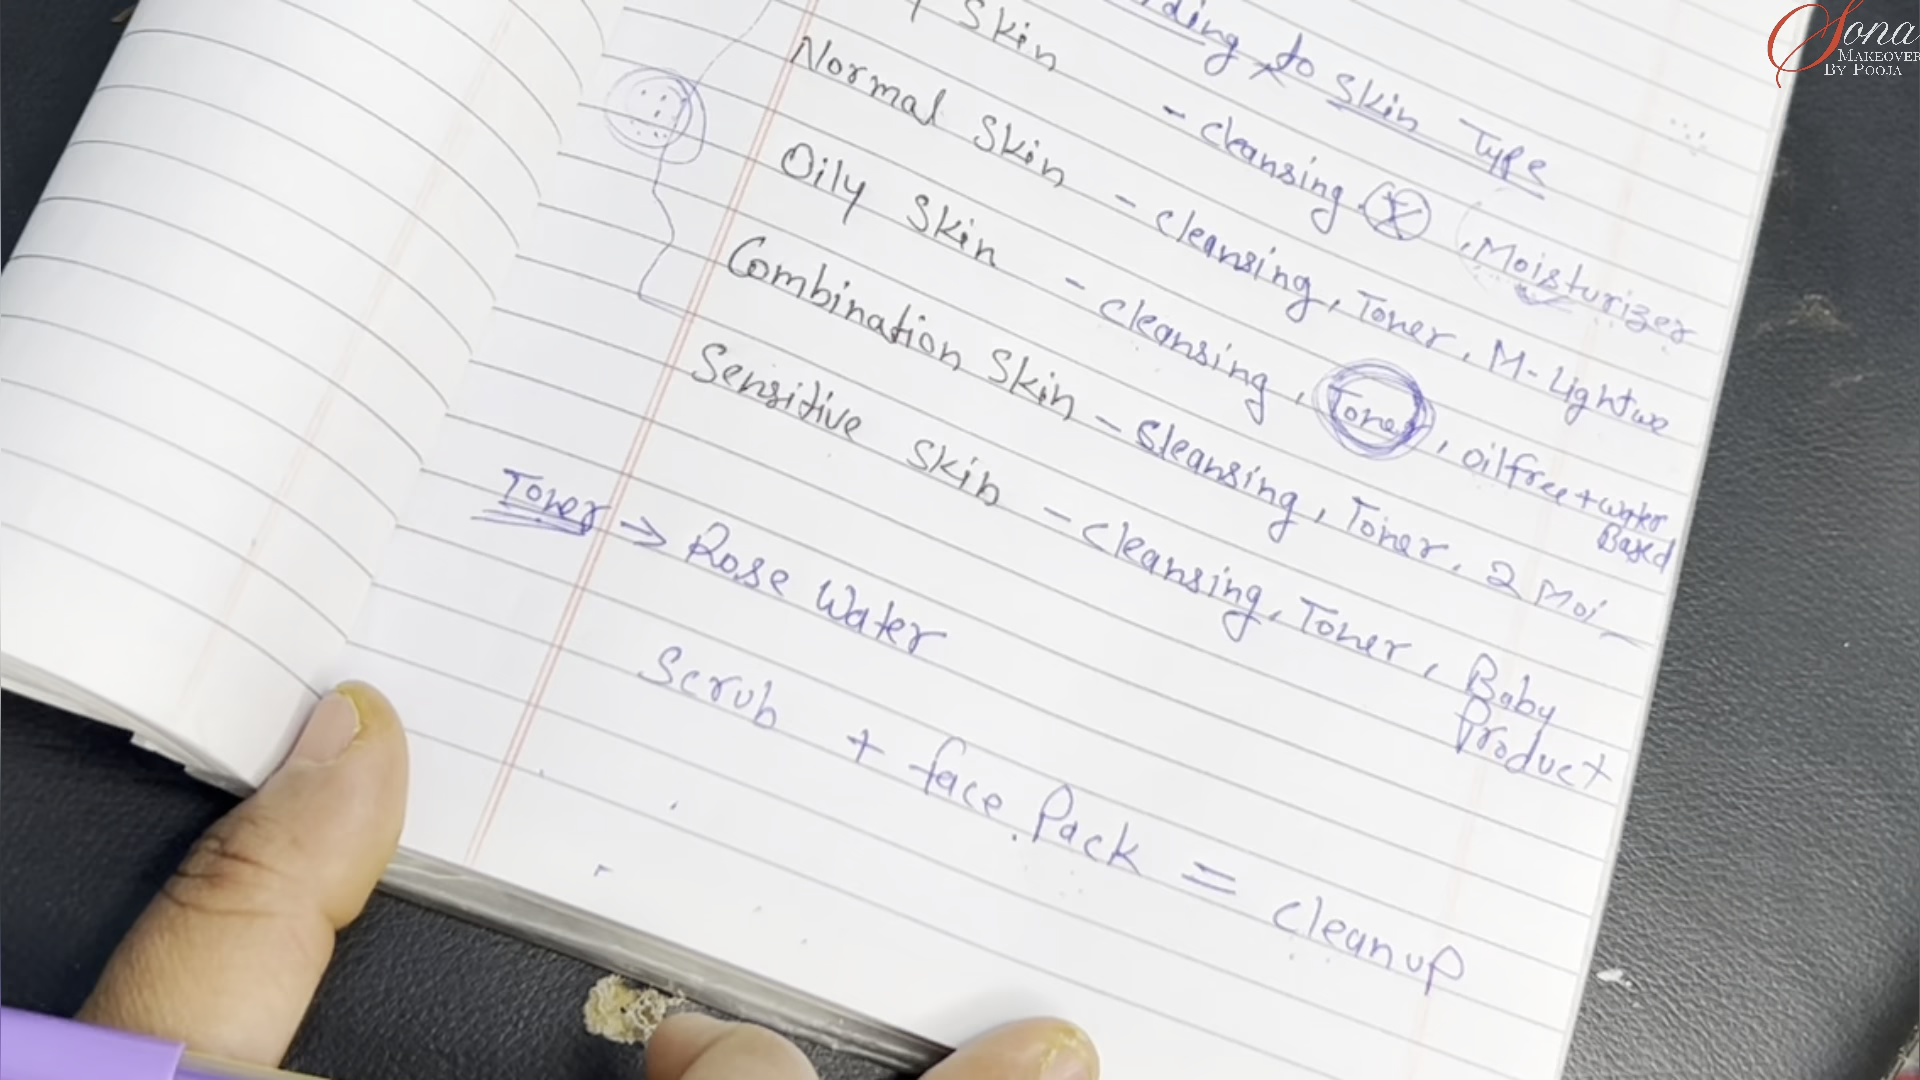 Sona
MAKEOVER
BY POOJA
to Skin Type
Skin - cleansing , Moisturizer
Normal Skin - cleansing, Toner, M-Lightwe
Oily Skin - cleansing, Toner, oilfree + water
Based
Combination Skin - sleansing, Toner, 2 Moi
Sensitive Skin - cleansing, Toner, Baby
Product
Toner → Rose Water
Scrub + face Pack = cleanup